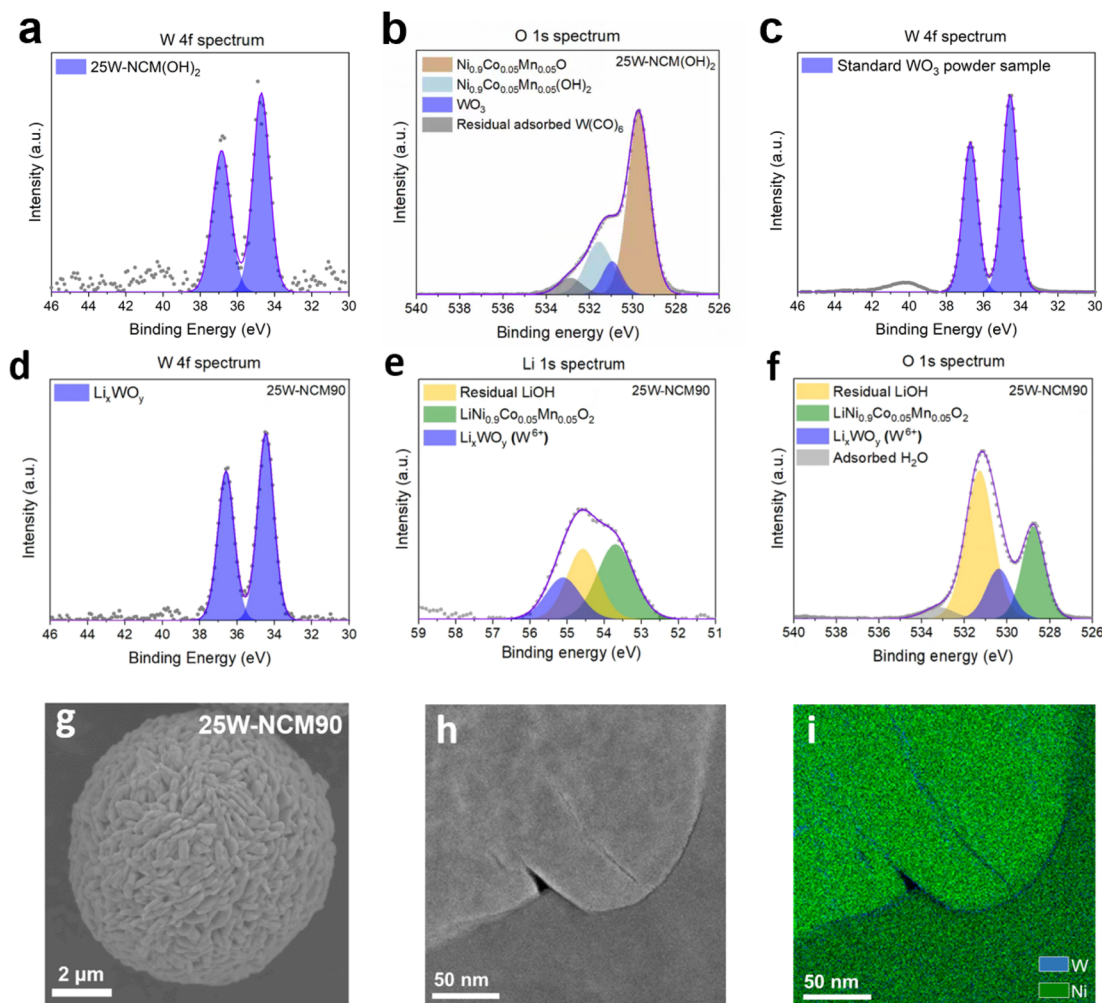 a
W 4f spectrum
25W-NCM(OH)₂
Intensity (a.u.)
46 44 42 40 38 36 34 32 30
Binding Energy (eV)
b
O 1s spectrum
Ni₀.₉Co₀.₀₅Mn₀.₀₅O
25W-NCM(OH)₂
Ni₀.₉Co₀.₀₅Mn₀.₀₅(OH)₂
WO₃
Residual adsorbed W(CO)₆
Intensity (a.u.)
540 538 536 534 532 530 528 526
Binding energy (eV)
c
W 4f spectrum
Standard WO₃ powder sample
Intensity (a.u.)
46 44 42 40 38 36 34 32 30
Binding Energy (eV)
d
W 4f spectrum
LiₓWOᵧ
25W-NCM90
Intensity (a.u.)
46 44 42 40 38 36 34 32 30
Binding Energy (eV)
e
Li 1s spectrum
Residual LiOH
25W-NCM90
LiNi₀.₉Co₀.₀₅Mn₀.₀₅O₂
LiₓWOᵧ (W⁶⁺)
Intensity (a.u.)
59 58 57 56 55 54 53 52 51
Binding energy (eV)
f
O 1s spectrum
Residual LiOH
25W-NCM90
LiNi₀.₉Co₀.₀₅Mn₀.₀₅O₂
LiₓWOᵧ (W⁶⁺)
Adsorbed H₂O
Intensity (a.u.)
540 538 536 534 532 530 528 526
Binding energy (eV)
g
25W-NCM90
2 µm
h
50 nm
i
50 nm
W
Ni